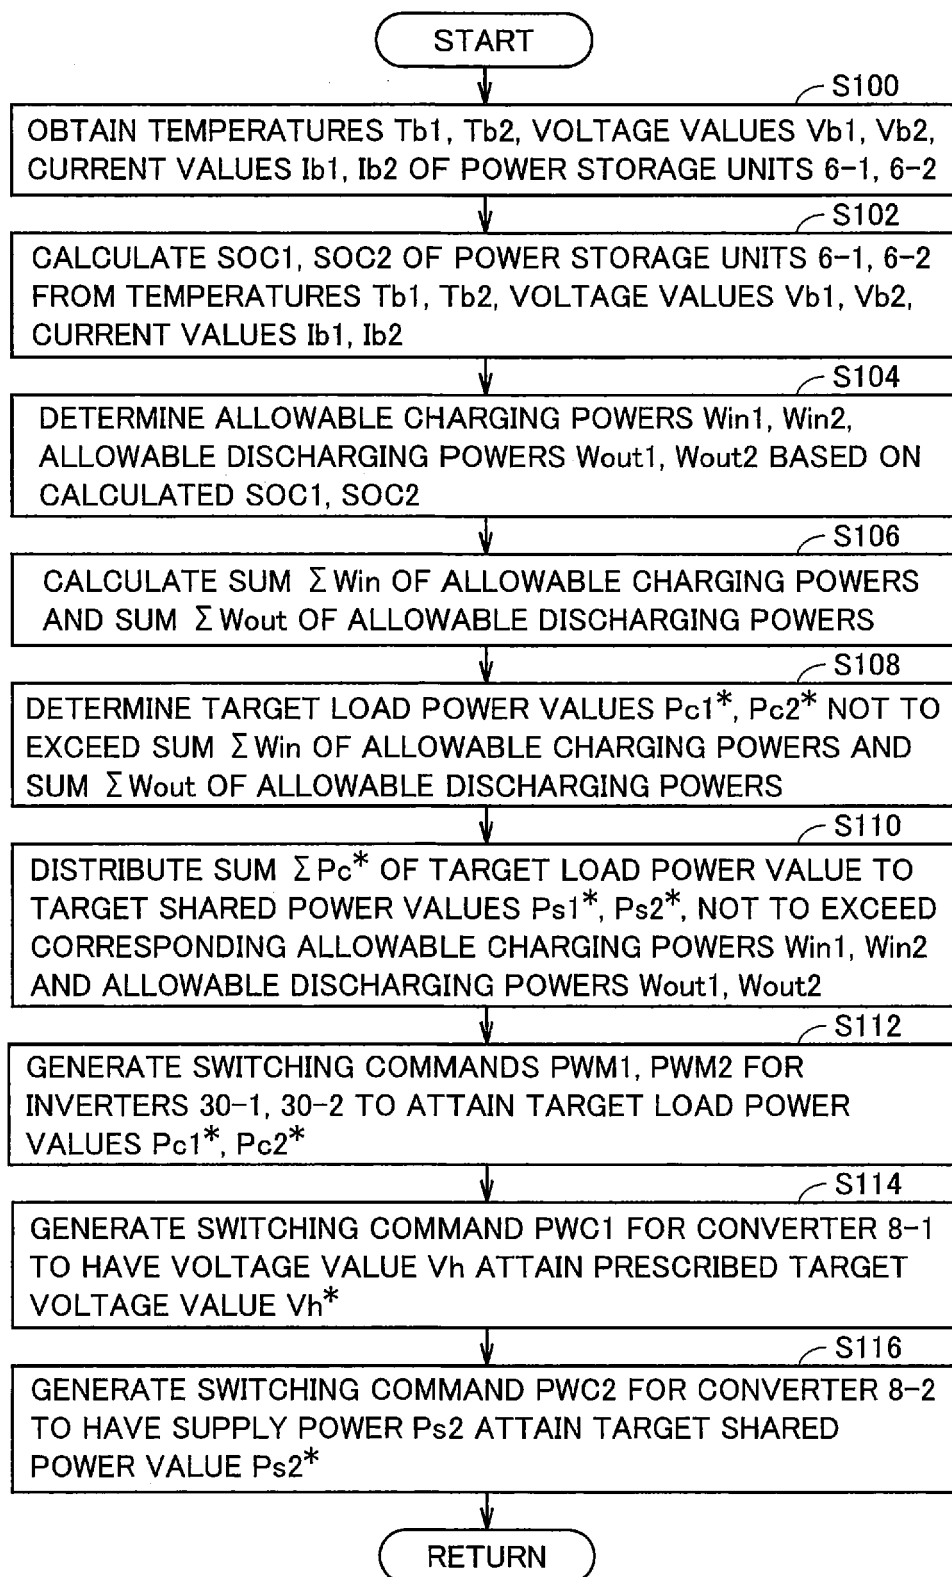 START
S100
OBTAIN TEMPERATURES Tb1, Tb2, VOLTAGE VALUES Vb1, Vb2,
CURRENT VALUES Ib1, Ib2 OF POWER STORAGE UNITS 6-1, 6-2
S102
CALCULATE SOC1, SOC2 OF POWER STORAGE UNITS 6-1, 6-2
FROM TEMPERATURES Tb1, Tb2, VOLTAGE VALUES Vb1, Vb2,
CURRENT VALUES Ib1, Ib2
S104
DETERMINE ALLOWABLE CHARGING POWERS Win1, Win2,
ALLOWABLE DISCHARGING POWERS Wout1, Wout2 BASED ON
CALCULATED SOC1, SOC2
S106
CALCULATE SUM ΣWin OF ALLOWABLE CHARGING POWERS
AND SUM ΣWout OF ALLOWABLE DISCHARGING POWERS
S108
DETERMINE TARGET LOAD POWER VALUES Pc1*, Pc2* NOT TO
EXCEED SUM ΣWin OF ALLOWABLE CHARGING POWERS AND
SUM ΣWout OF ALLOWABLE DISCHARGING POWERS
S110
DISTRIBUTE SUM ΣPc* OF TARGET LOAD POWER VALUE TO
TARGET SHARED POWER VALUES Ps1*, Ps2*, NOT TO EXCEED
CORRESPONDING ALLOWABLE CHARGING POWERS Win1, Win2
AND ALLOWABLE DISCHARGING POWERS Wout1, Wout2
S112
GENERATE SWITCHING COMMANDS PWM1, PWM2 FOR
INVERTERS 30-1, 30-2 TO ATTAIN TARGET LOAD POWER
VALUES Pc1*, Pc2*
S114
GENERATE SWITCHING COMMAND PWC1 FOR CONVERTER 8-1
TO HAVE VOLTAGE VALUE Vh ATTAIN PRESCRIBED TARGET
VOLTAGE VALUE Vh*
S116
GENERATE SWITCHING COMMAND PWC2 FOR CONVERTER 8-2
TO HAVE SUPPLY POWER Ps2 ATTAIN TARGET SHARED
POWER VALUE Ps2*
RETURN